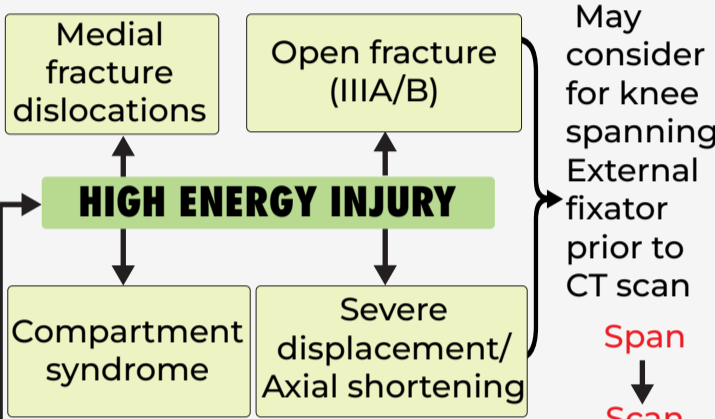 Medial
fracture
dislocations
Open fracture
(IIIA/B)
HIGH ENERGY INJURY
Compartment
syndrome
Severe
displacement/
Axial shortening
May
consider
for knee
spanning
External
fixator
prior to
CT scan
Span
Scan